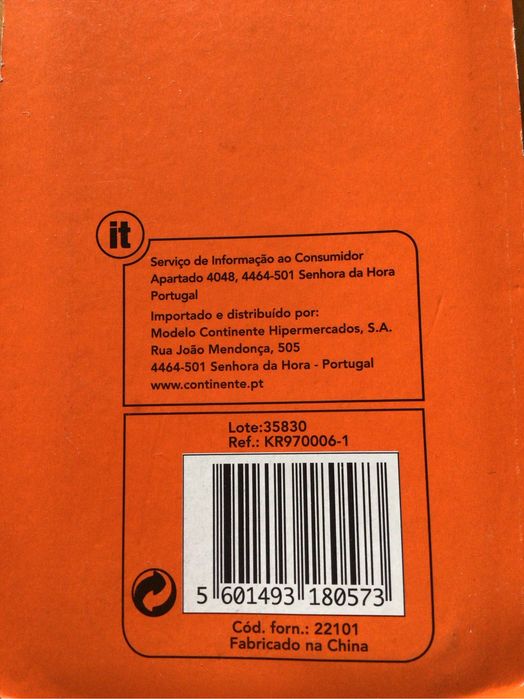 it
Serviço de Informação ao Consumidor
Apartado 4048, 4464-501 Senhora da Hora
Portugal
Importado e distribuído por:
Modelo Continente Hipermercados, S.A.
Rua João Mendonça, 505
4464-501 Senhora da Hora - Portugal
www.continente.pt
Lote:35830
Ref.: KR970006-1
5 601493 180573
Cód. forn.: 22101
Fabricado na China